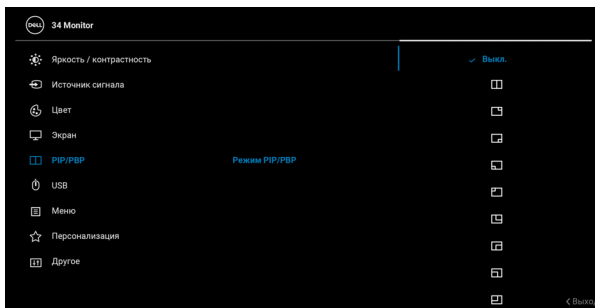 DELL 34 Monitor
Яркость / контрастность
Выкл.
Источник сигнала
Цвет
Экран
PIP/PBP Режим PIP/PBP
USB
Меню
Персонализация
Другое